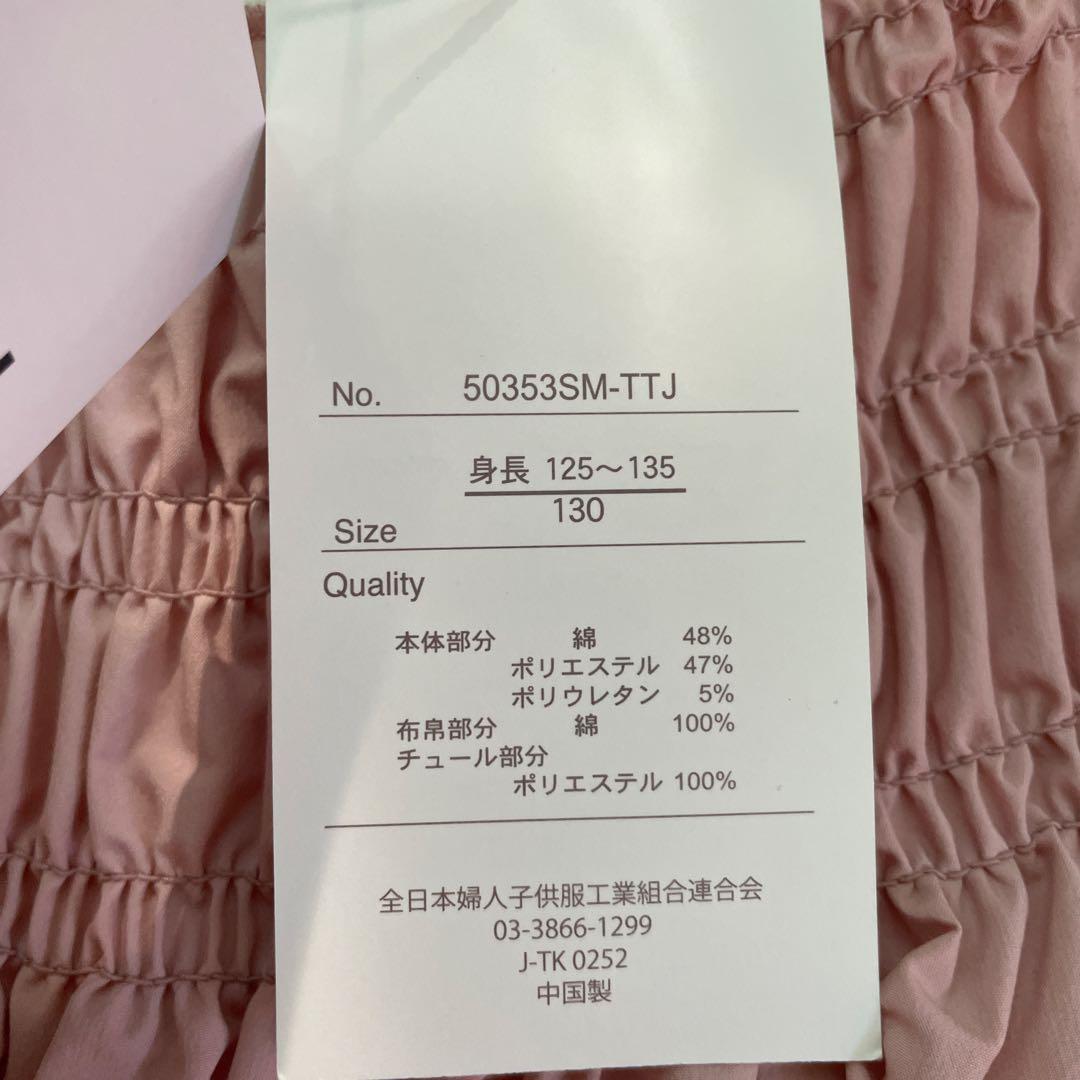 No. 50353SM-TTJ
身長 125〜135
130
Size
Quality
本体部分 綿 48%
ポリエステル 47%
ポリウレタン 5%
布帛部分 綿 100%
チュール部分
ポリエステル 100%
全日本婦人子供服工業組合連合会
03-3866-1299
J-TK 0252
中国製